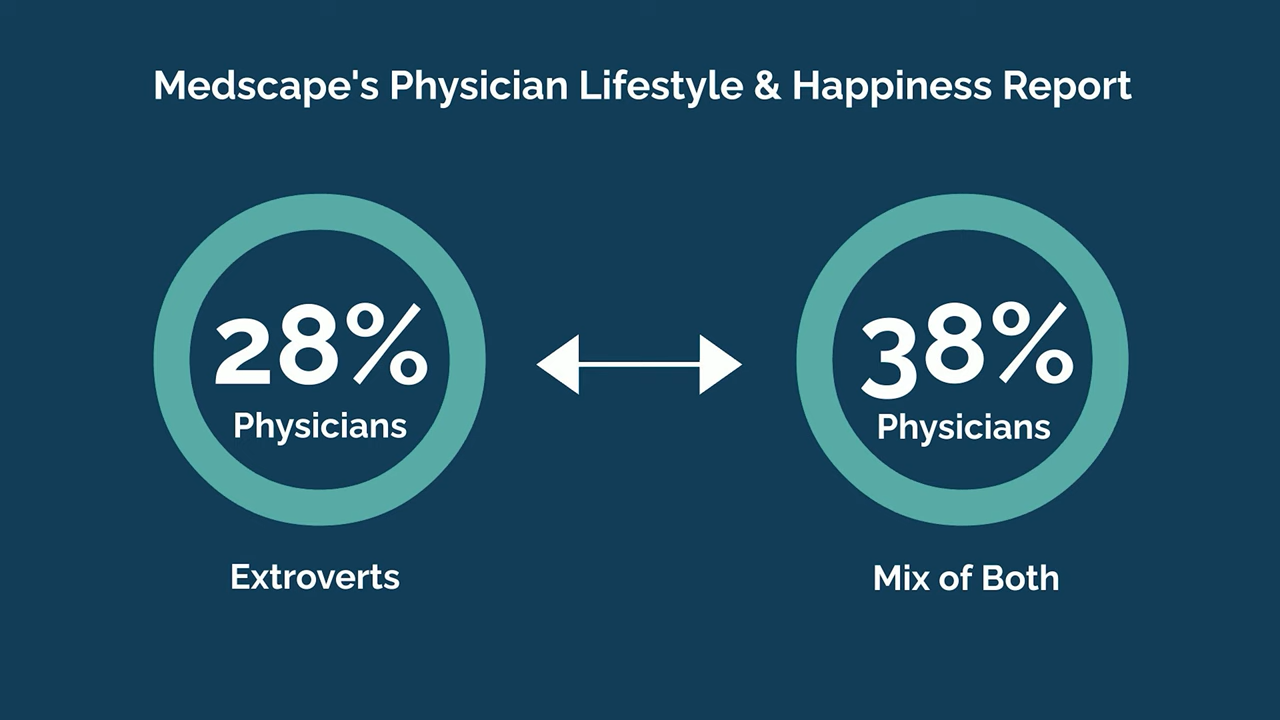 Medscape's Physician Lifestyle & Happiness Report
28%
Physicians
Extroverts
38%
Physicians
Mix of Both